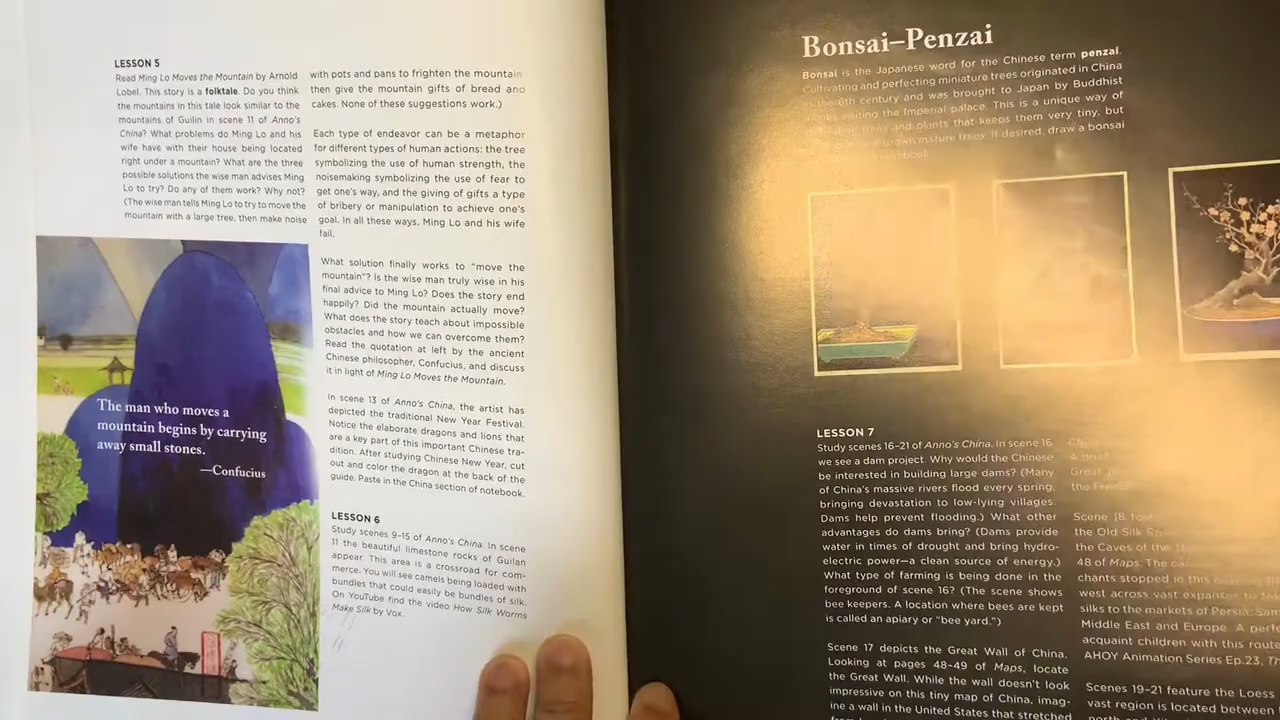 LESSON 5
Read Ming Lo Moves the Mountain by Arnold
Lobel. This story is a folktale. Do you think
the mountains in this tale look similar to the
mountains of Guilin in scene 11 of Anno's
China? What problems do Ming Lo and his
wife have with their house being located
right under a mountain? What are the three
possible solutions the wise man advises Ming
Lo to try? Do any of them work? Why not?
(The wise man tells Ming Lo to try to move the
mountain with a large tree, then make noise
with pots and pans to frighten the mountain
then give the mountain gifts of bread and
cakes. None of these suggestions work.)
Each type of endeavor can be a metaphor
for different types of human actions: the tree
symbolizing the use of human strength, the
noisemaking symbolizing the use of fear to
get one's way, and the giving of gifts a type
of bribery or manipulation to achieve one's
goal. In all these ways, Ming Lo and his wife
fail.
What solution finally works to "move the
mountain"? Is the wise man truly wise in his
final advice to Ming Lo? Does the story end
happily? Did the mountain actually move?
What does the story teach about impossible
obstacles and how we can overcome them?
Read the quotation at left by the ancient
Chinese philosopher, Confucius, and discuss
it in light of Ming Lo Moves the Mountain.
In scene 13 of Anno's China, the artist has
depicted the traditional New Year Festival.
Notice the elaborate dragons and lions that
are a key part of this important Chinese tra-
dition. After studying Chinese New Year, cut
out and color the dragon at the back of the
guide. Paste in the China section of notebook.
The man who moves a
mountain begins by carrying
away small stones.
—Confucius
LESSON 6
Study scenes 9-15 of Anno's China. In scene
11 the beautiful limestone rocks of Guilan
appear. This area is a crossroad for com-
merce. You will see camels being loaded with
bundles that could easily be bundles of silk.
On YouTube find the video How Silk Worms
Make Silk by Vox.
Bonsai–Penzai
Bonsai is the Japanese word for the Chinese term penzai.
Cultivating and perfecting miniature trees originated in China
in the 6th century and was brought to Japan by Buddhist
visiting the Imperial palace. This is a unique way of
and plants that keeps them very tiny, but
mature trees. If desired, draw a bonsai
notebook.
LESSON 7
Study scenes 16-21 of Anno's China. In scene 16,
we see a dam project. Why would the Chinese
be interested in building large dams? (Many
of China's massive rivers flood every spring,
bringing devastation to low-lying villages.
Dams help prevent flooding.) What other
advantages do dams bring? (Dams provide
water in times of drought and bring hydro-
electric power—a clean source of energy.)
What type of farming is being done in the
foreground of scene 16? (The scene shows
bee keepers. A location where bees are kept
is called an apiary or "bee yard.")
Scene 17 depicts the Great Wall of China.
Looking at pages 48-49 of Maps, locate
the Great Wall. While the wall doesn't look
impressive on this tiny map of China, imag-
ine a wall in the United States that stretched
A brief
Great
the
Scene 18
the Old Silk
the Caves of the
48 of Maps. The
chants stopped in this
west across vast expanses to
silks to the markets of Persia,
Middle East and Europe. A
acquaint children with this route
AHOY Animation Series Ep.23,
Scenes 19-21 feature the Loess
vast region is located between
north and